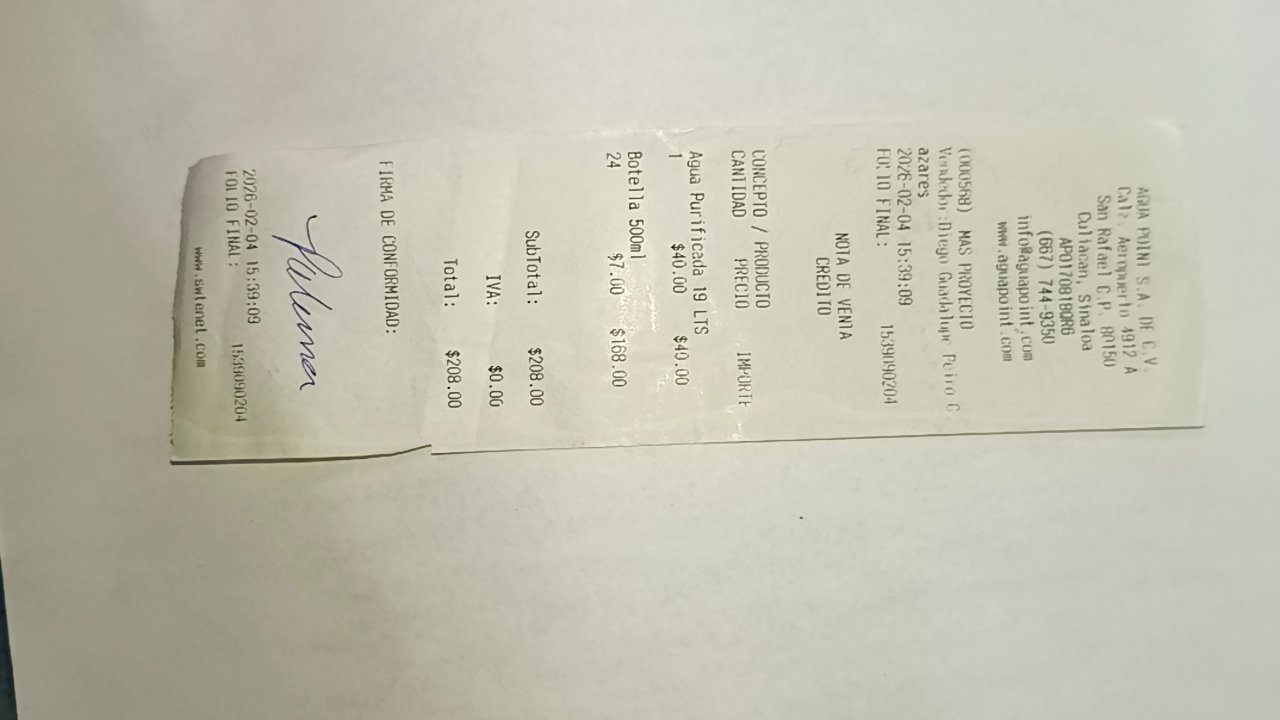 AGUA POINT S.A. DE C.V.
Calz. Aeropuerto 4912 A
San Rafael C.P. 80150
Culiacan, Sinaloa
APO170818QR6
(667) 744-9350
info@aguapoint.com
www.aguapoint.com
(000568) MAS PROYECTO
Vendedor:Diego Guadalupe Peiro C
azares
2026-02-04 15:39:09
FOLIO FINAL: 1539090204
NOTA DE VENTA
CREDITO
CONCEPTO / PRODUCTO
CANTIDAD PRECIO IMPORTE
Agua Purificada 19 LTS
1 $40.00 $40.00
Botella 500ml
24 $7.00 $168.00
SubTotal: $208.00
IVA: $0.00
Total: $208.00
FIRMA DE CONFORMIDAD:
2026-02-04 15:39:09
FOLIO FINAL: 1539090204
www.swtenet.com